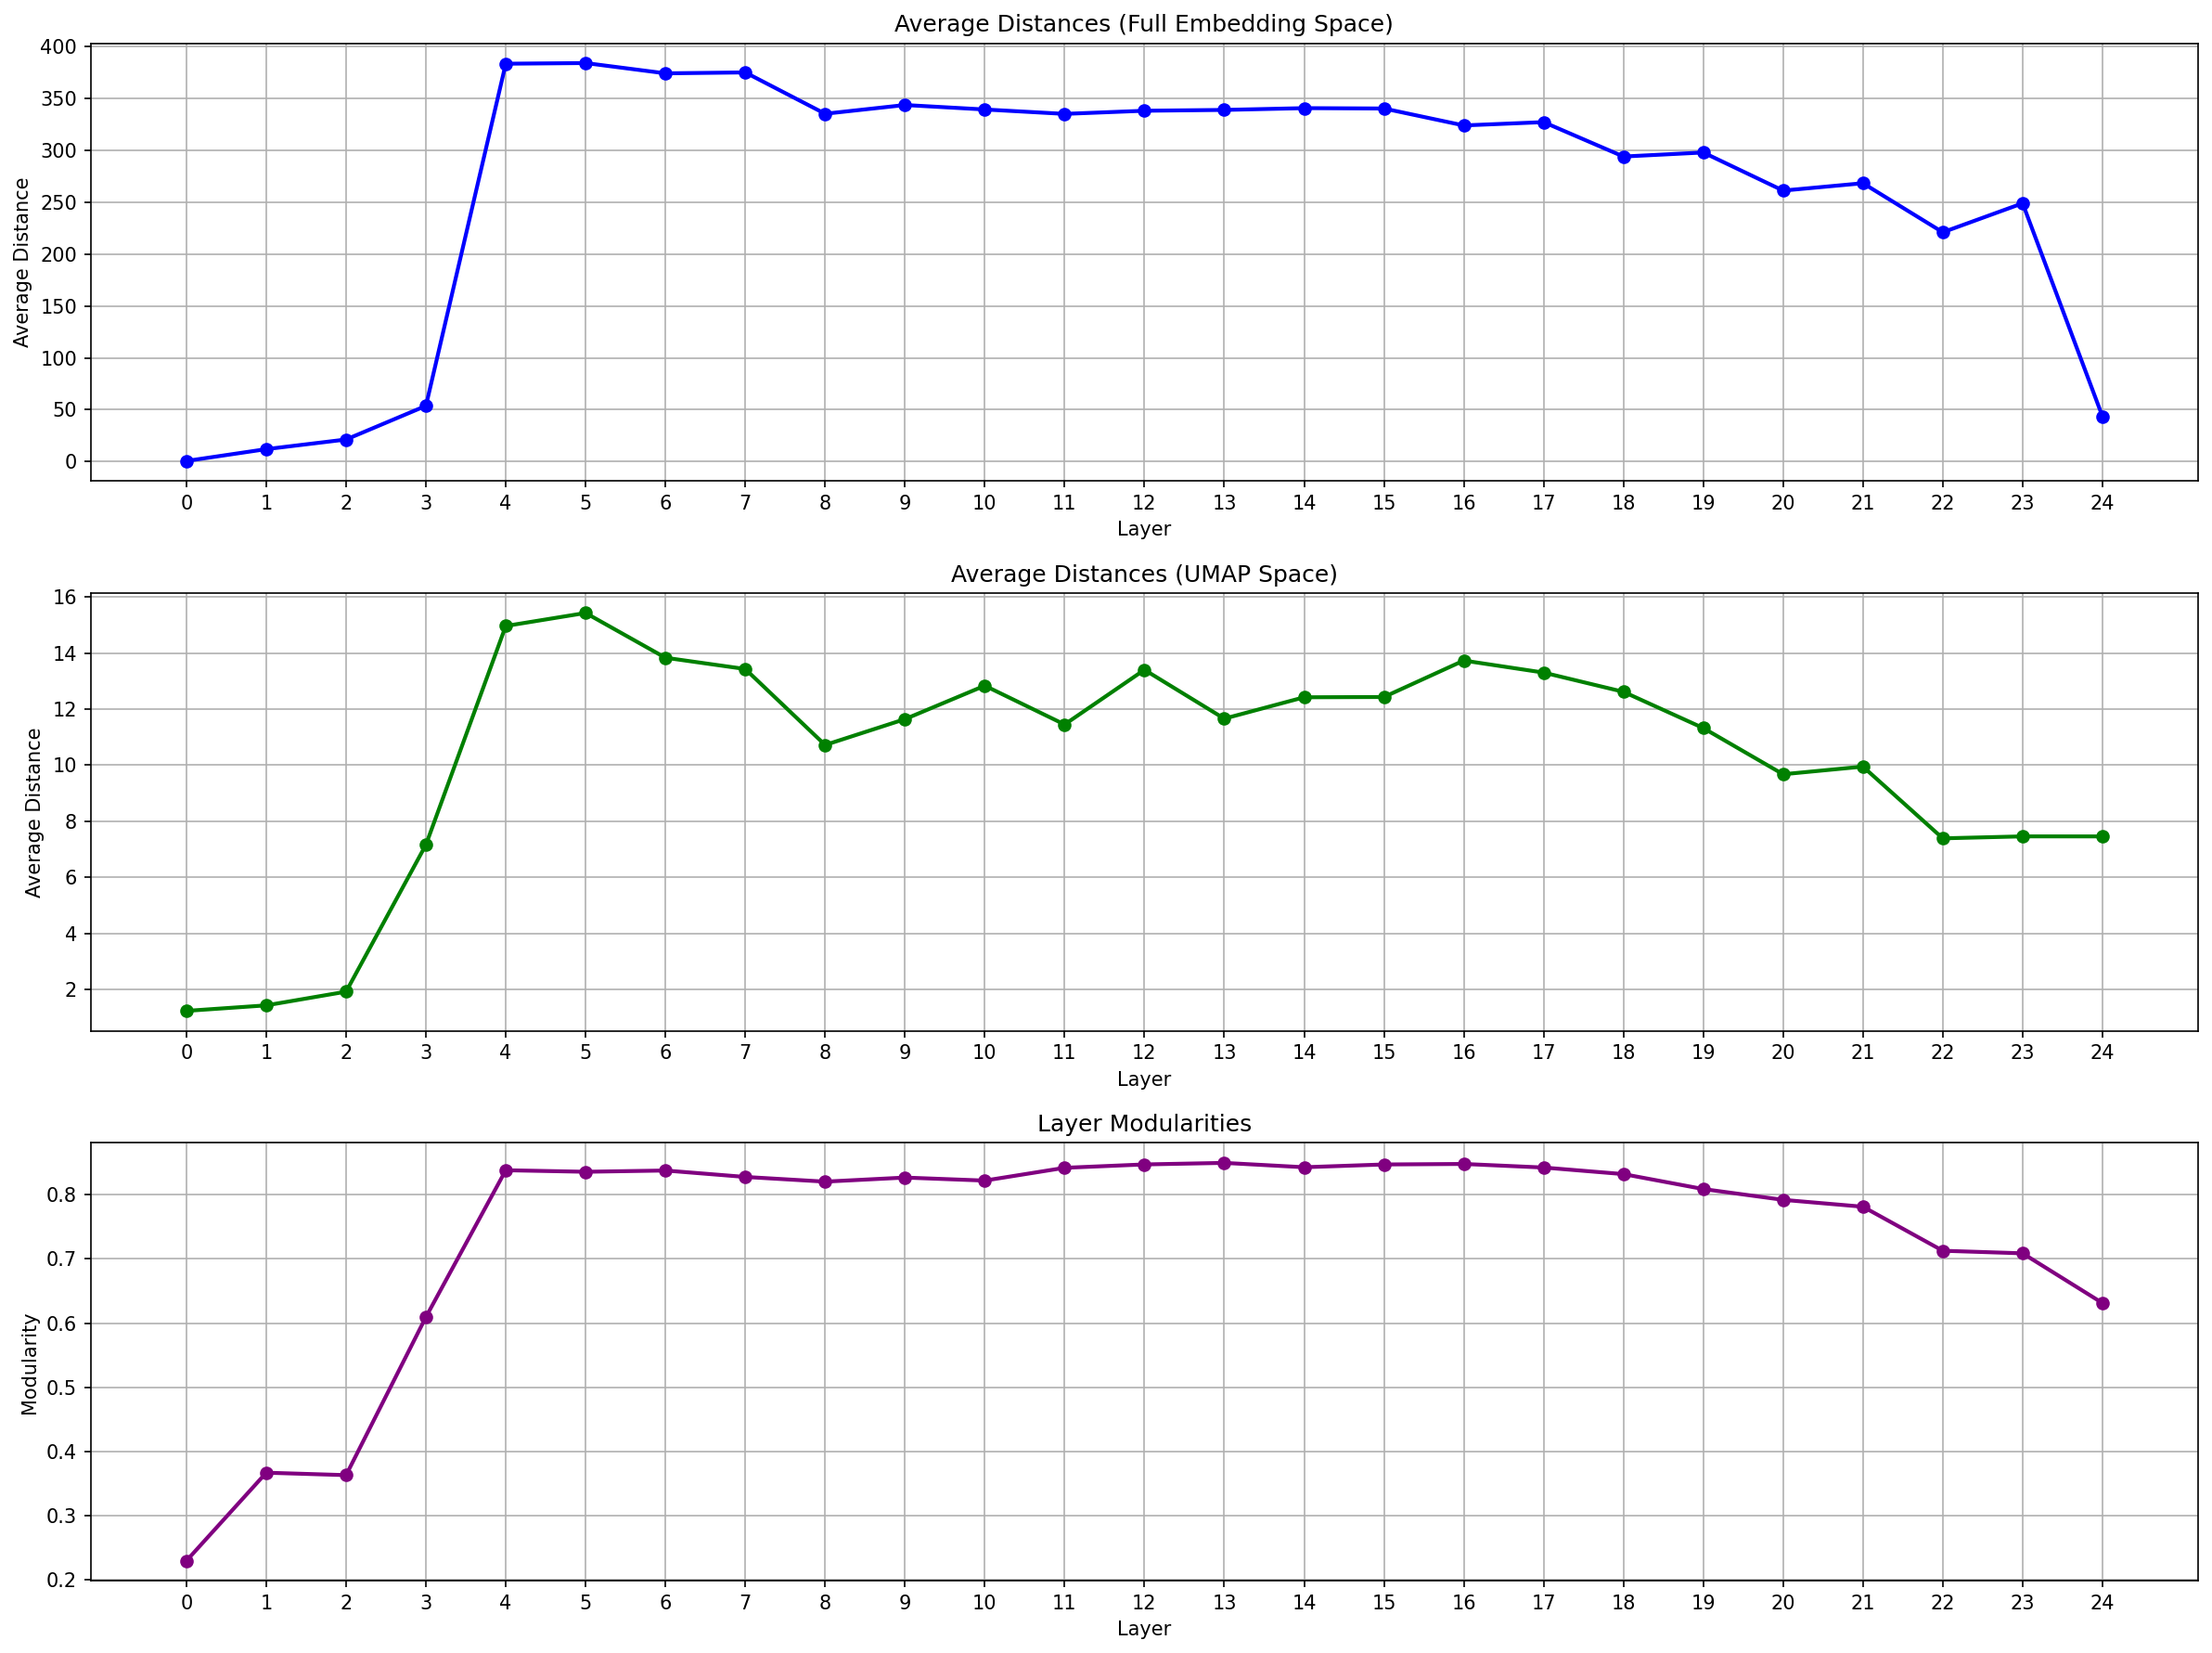 Average Distances (Full Embedding Space)
400
350
300
250
200
150
100
50
0
Average Distance
0 1 2 3 4 5 6 7 8 9 10 11 12 13 14 15 16 17 18 19 20 21 22 23 24
Layer
Average Distances (UMAP Space)
16
14
12
10
8
6
4
2
Average Distance
0 1 2 3 4 5 6 7 8 9 10 11 12 13 14 15 16 17 18 19 20 21 22 23 24
Layer
Layer Modularities
0.8
0.7
0.6
0.5
0.4
0.3
0.2
Modularity
0 1 2 3 4 5 6 7 8 9 10 11 12 13 14 15 16 17 18 19 20 21 22 23 24
Layer